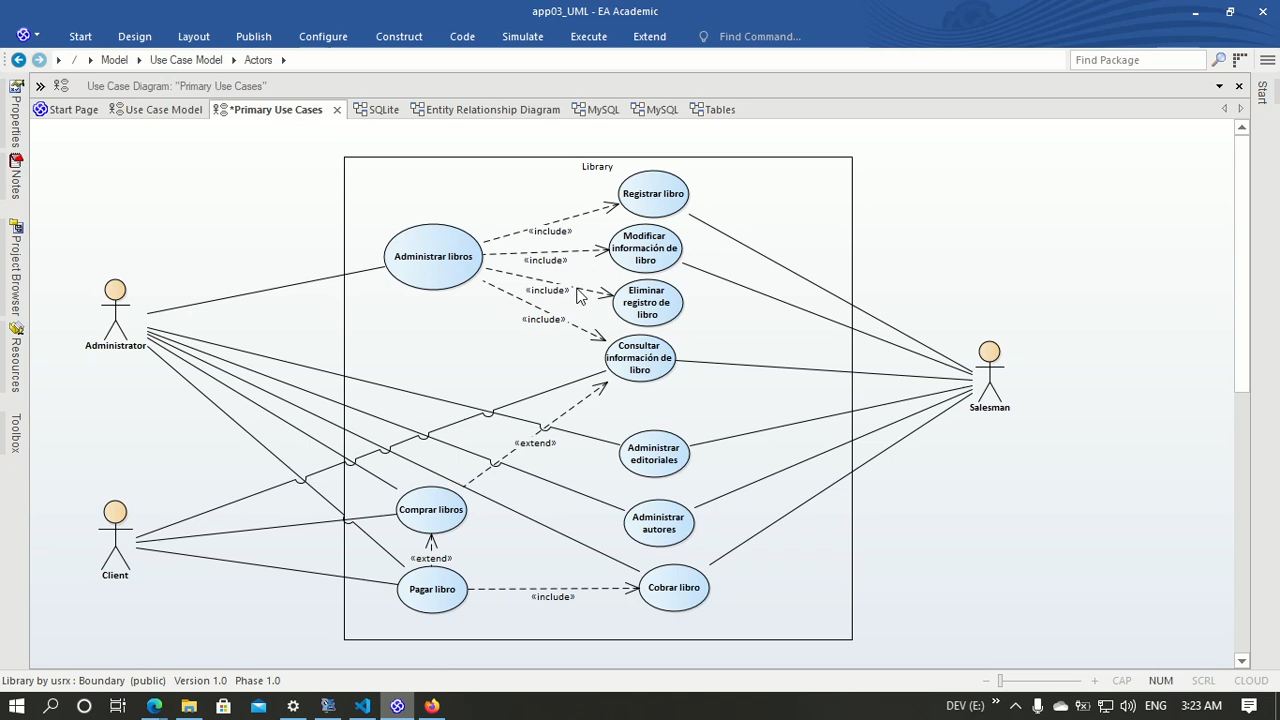 app03_UML - EA Academic
Start Design Layout Publish Configure Construct Code Simulate Execute Extend Find Command...
/ Model Use Case Model Actors Find Package
Use Case Diagram: "Primary Use Cases"
Start Page Use Case Model *Primary Use Cases SQLite Entity Relationship Diagram MySQL MySQL Tables
Start
Properties
Notes
Project Browser
Resources
Toolbox
Library
Registrar libro
«include»
Modificar
información de
libro
Administrar libros
«include»
Eliminar
registro de
libro
«include»
«include»
Consultar
información de
libro
Administrator
Salesman
«extend»
Administrar
editoriales
Comprar libros
Administrar
autores
«extend»
Client
Pagar libro
«include»
Cobrar libro
Library by usrx : Boundary (public) Version 1.0 Phase 1.0 CAP NUM SCRL CLOUD
DEV (E:) ENG 3:23 AM